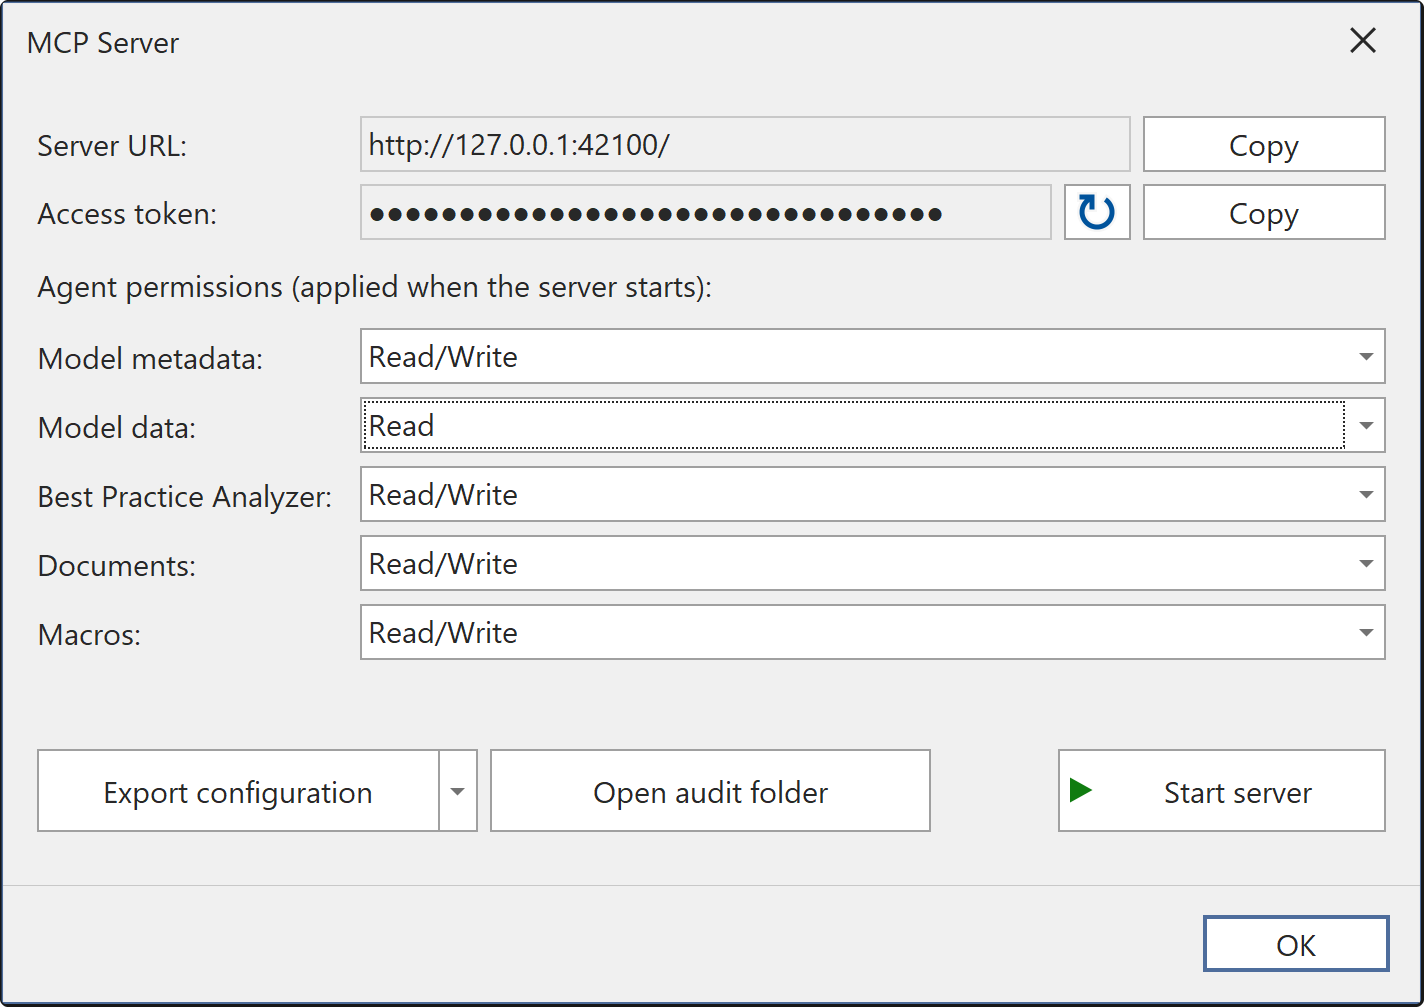 MCP Server
Server URL: http://127.0.0.1:42100/ Copy
Access token: ●●●●●●●●●●●●●●●●●●●●●●●●●●●●●●●● Copy
Agent permissions (applied when the server starts):
Model metadata: Read/Write
Model data: Read
Best Practice Analyzer: Read/Write
Documents: Read/Write
Macros: Read/Write
Export configuration Open audit folder Start server
OK